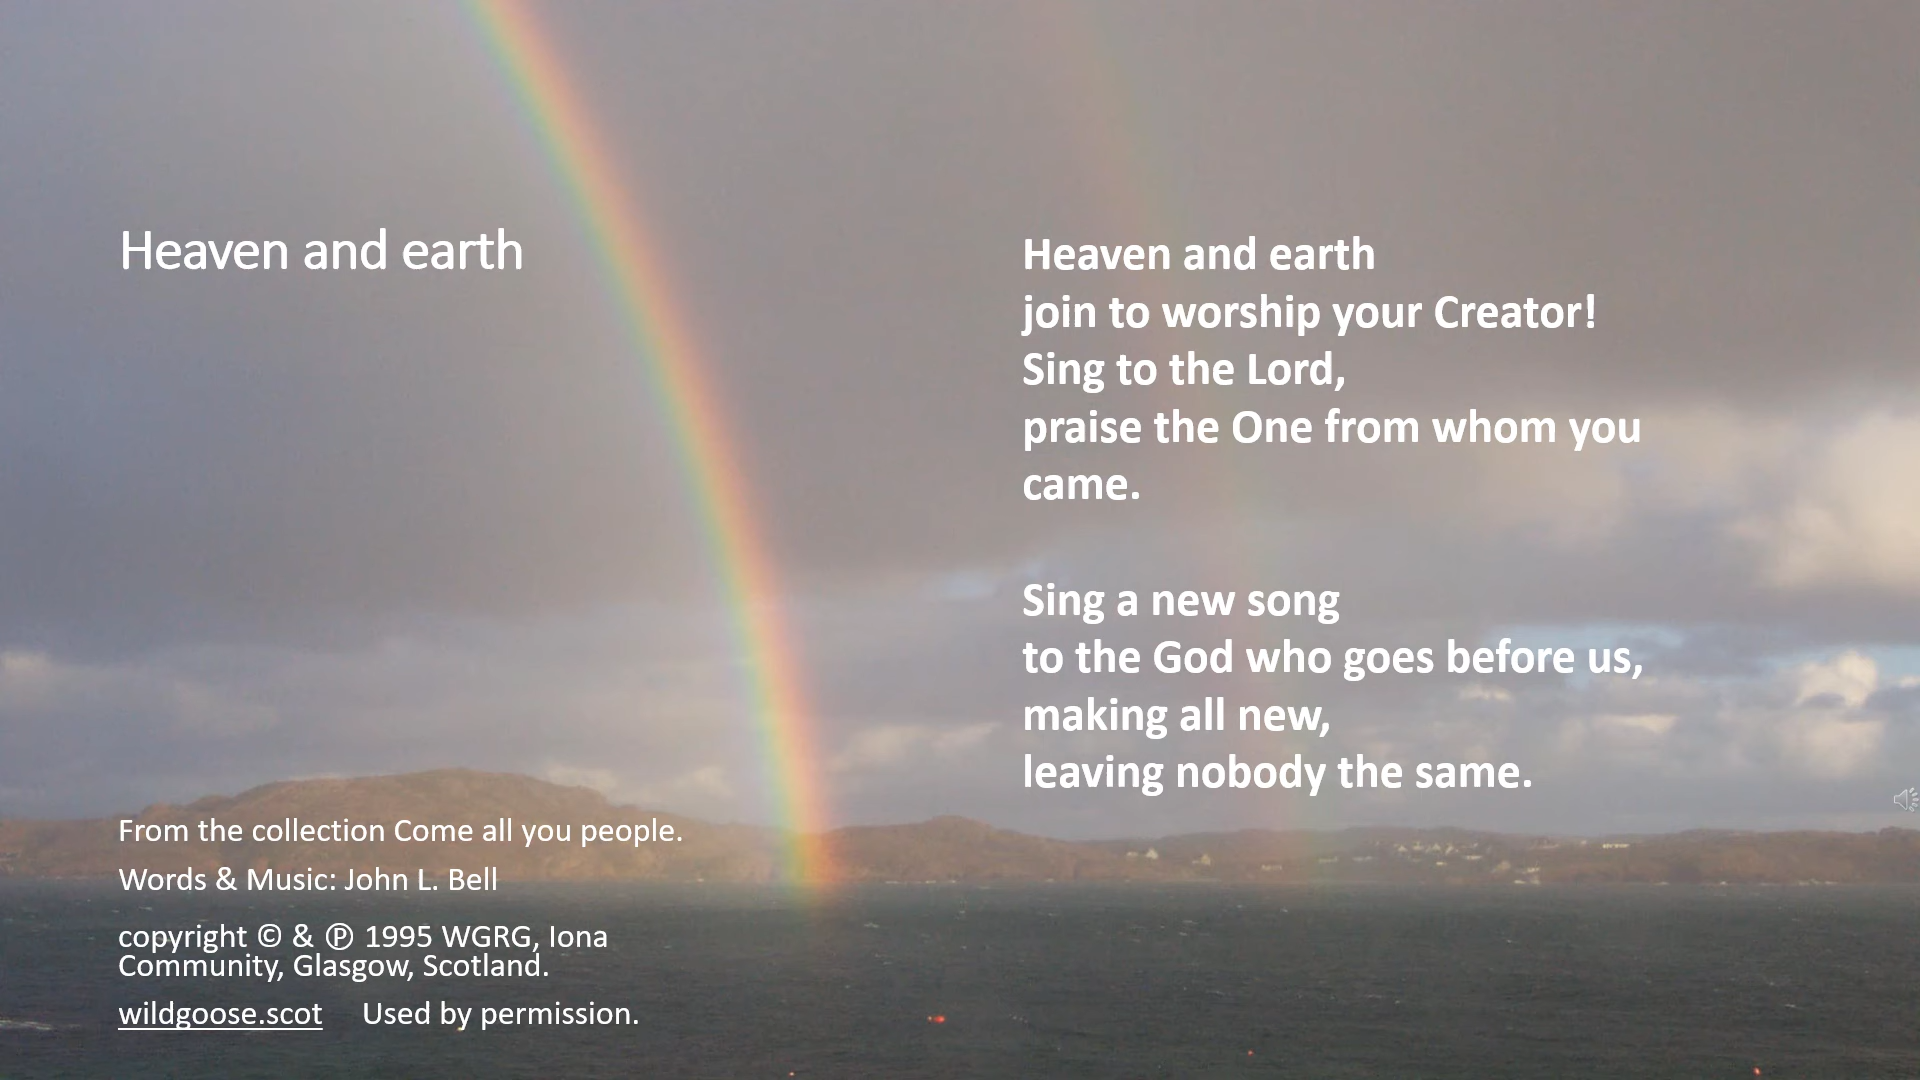 Heaven and earth
Heaven and earth
join to worship your Creator!
Sing to the Lord,
praise the One from whom you
came.
Sing a new song
to the God who goes before us,
making all new,
leaving nobody the same.
From the collection Come all you people.
Words & Music: John L. Bell
copyright © & ℗ 1995 WGRG, Iona
Community, Glasgow, Scotland.
wildgoose.scot Used by permission.